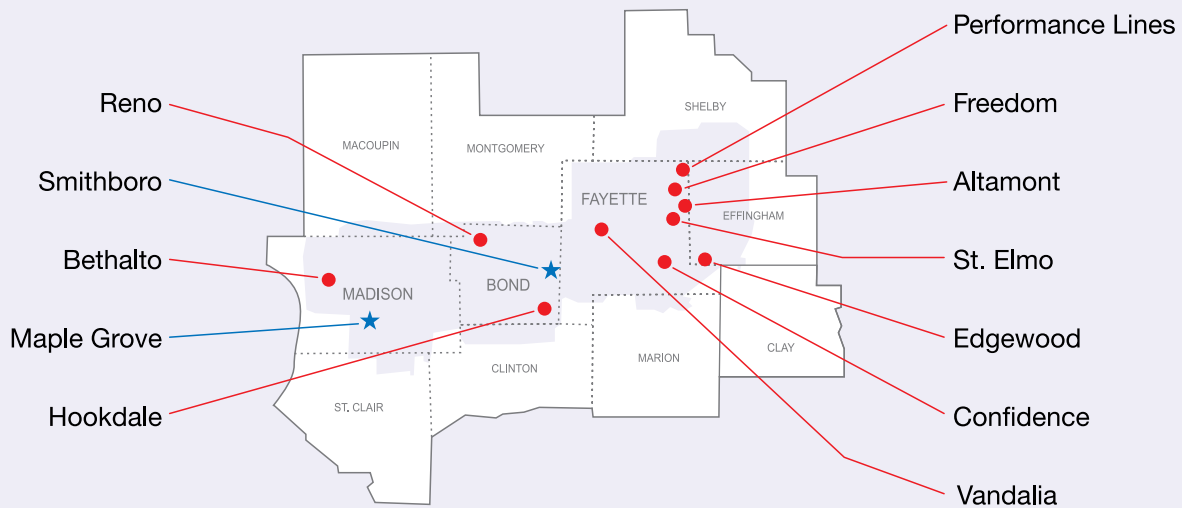 Performance Lines
Reno
Freedom
SHELBY
MACOUPIN
MONTGOMERY
Smithboro
Altamont
FAYETTE
EFFINGHAM
Bethalto
St. Elmo
MADISON
BOND
Maple Grove
Edgewood
CLAY
MARION
CLINTON
Hookdale
ST. CLAIR
Confidence
Vandalia